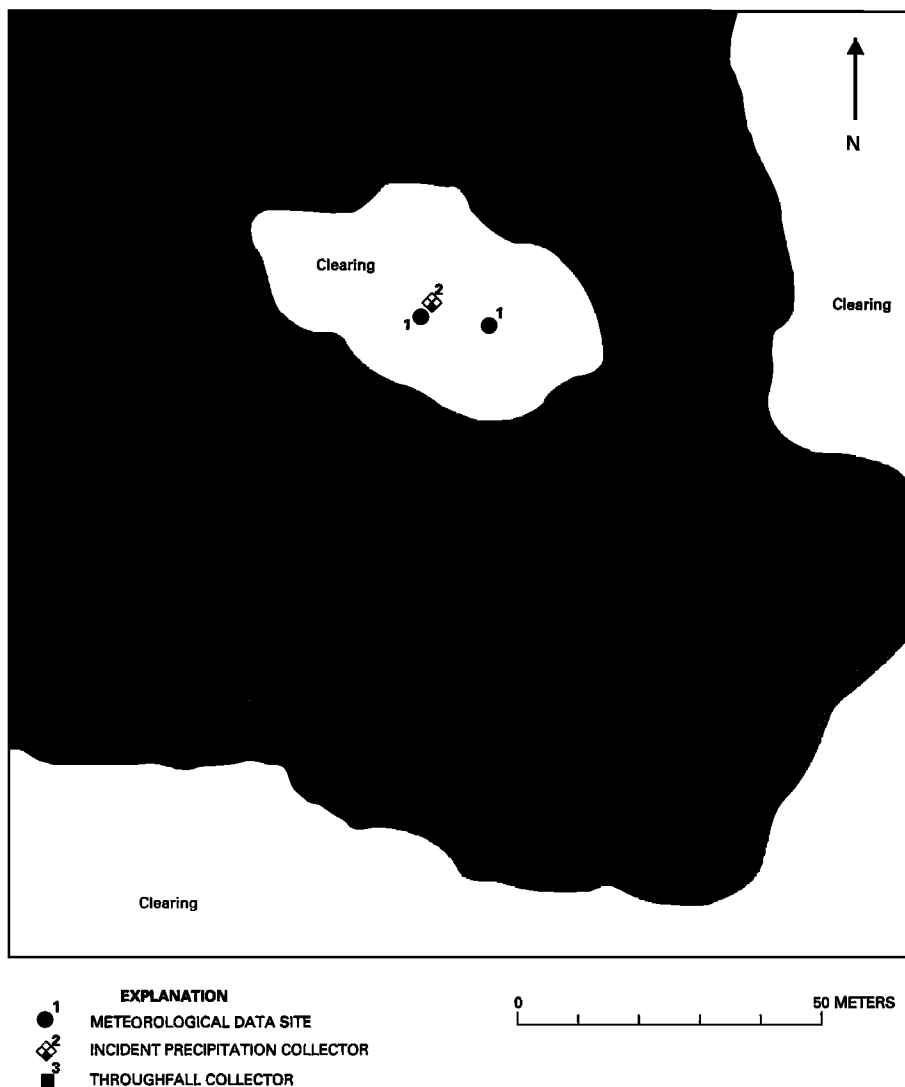 N
Clearing
Clearing
2
1
1
Clearing
EXPLANATION
1 METEOROLOGICAL DATA SITE
2 INCIDENT PRECIPITATION COLLECTOR
3 THROUGHFALL COLLECTOR
0 50 METERS